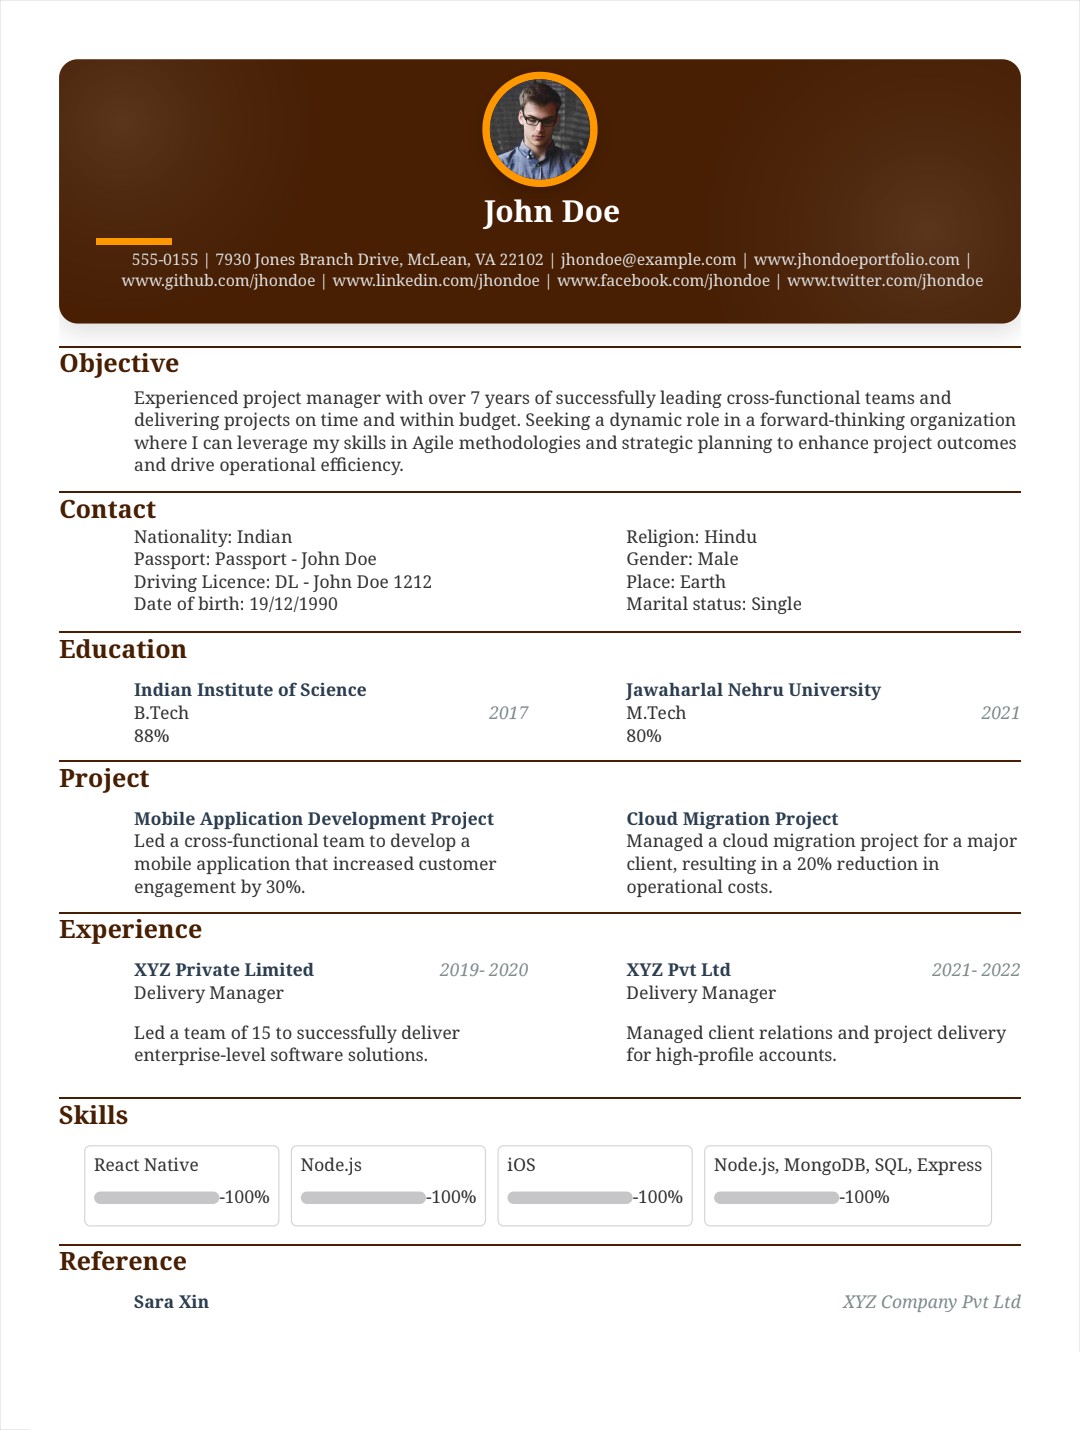 John Doe
555-0155 | 7930 Jones Branch Drive, McLean, VA 22102 | jhondoe@example.com | www.jhondoeportfolio.com |
www.github.com/jhondoe | www.linkedin.com/jhondoe | www.facebook.com/jhondoe | www.twitter.com/jhondoe
Objective
Experienced project manager with over 7 years of successfully leading cross-functional teams and
delivering projects on time and within budget. Seeking a dynamic role in a forward-thinking organization
where I can leverage my skills in Agile methodologies and strategic planning to enhance project outcomes
and drive operational efficiency.
Contact
Nationality: Indian
Passport: Passport - John Doe
Driving Licence: DL - John Doe 1212
Date of birth: 19/12/1990
Religion: Hindu
Gender: Male
Place: Earth
Marital status: Single
Education
Indian Institute of Science
B.Tech 2017
88%
Jawaharlal Nehru University
M.Tech 2021
80%
Project
Mobile Application Development Project
Led a cross-functional team to develop a
mobile application that increased customer
engagement by 30%.
Cloud Migration Project
Managed a cloud migration project for a major
client, resulting in a 20% reduction in
operational costs.
Experience
XYZ Private Limited 2019- 2020
Delivery Manager
Led a team of 15 to successfully deliver
enterprise-level software solutions.
XYZ Pvt Ltd 2021- 2022
Delivery Manager
Managed client relations and project delivery
for high-profile accounts.
Skills
React Native
-100%
Node.js
-100%
iOS
-100%
Node.js, MongoDB, SQL, Express
-100%
Reference
Sara Xin XYZ Company Pvt Ltd